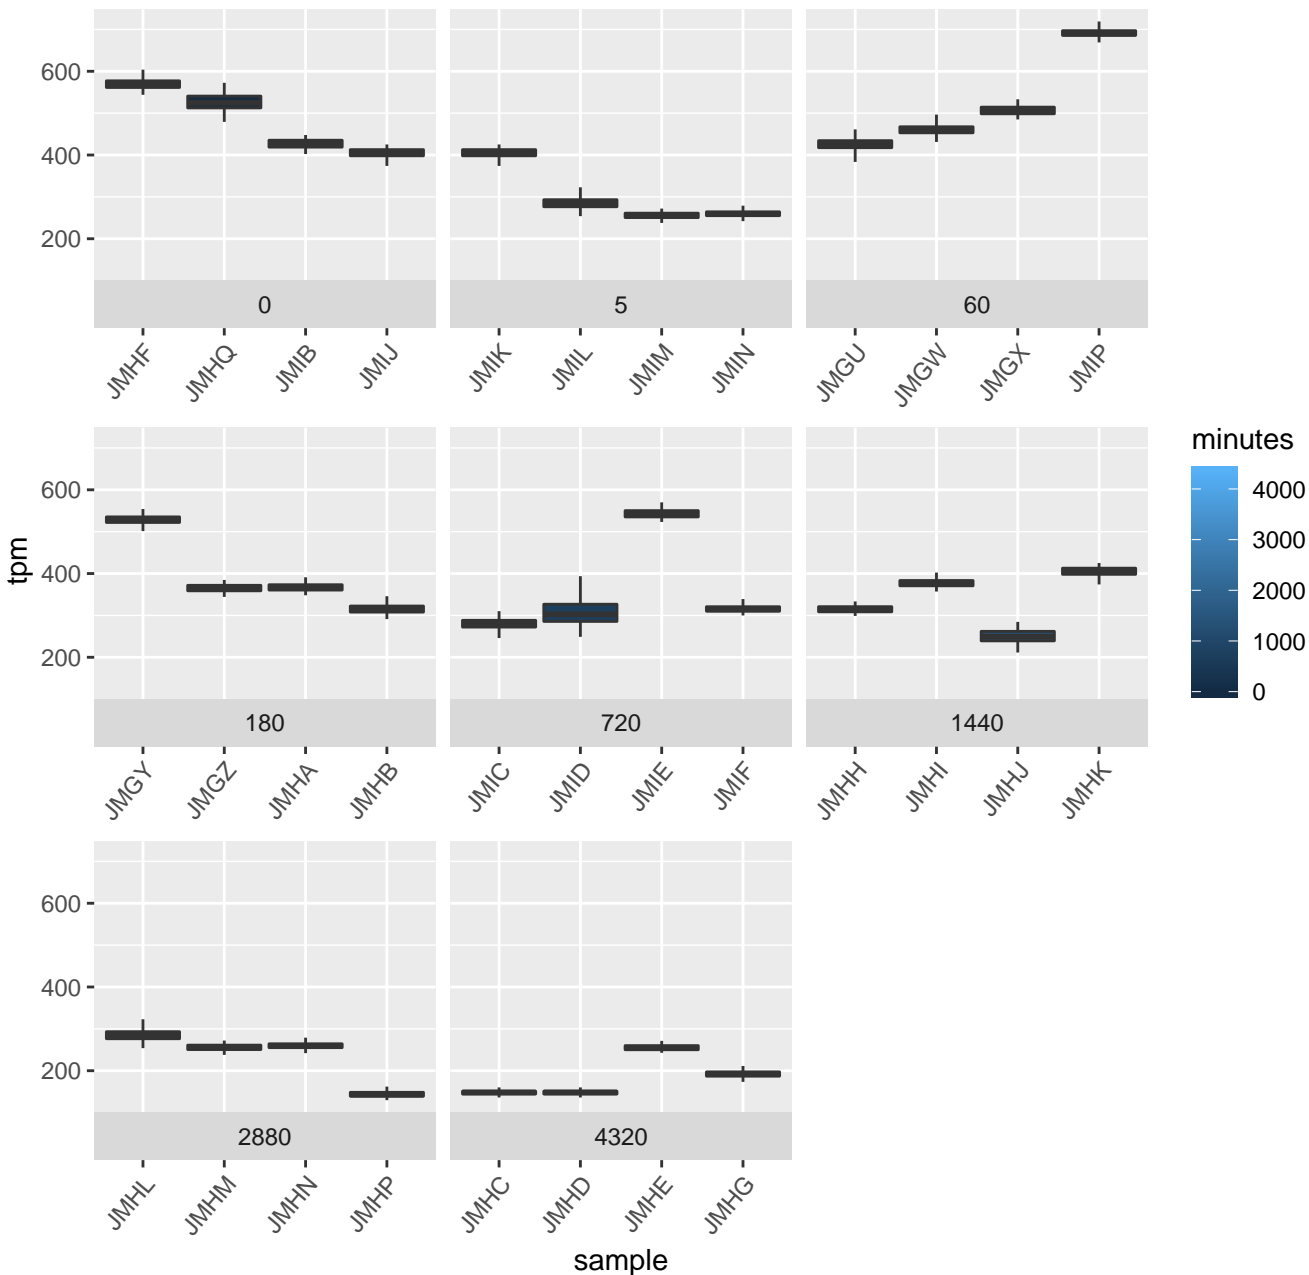 600
400
200
0
5
60
JMHF
JMHQ
JMIB
JMIJ
JMIK
JMIL
JMIM
JMIN
JMGU
JMGW
JMGX
JMIP
tpm
600
400
200
180
720
1440
JMGY
JMGZ
JMHA
JMHB
JMIC
JMID
JMIE
JMIF
JMHH
JMHI
JMHJ
JMHK
minutes
4000
3000
2000
1000
0
600
400
200
2880
4320
JMHL
JMHM
JMHN
JMHP
JMHC
JMHD
JMHE
JMHG
sample